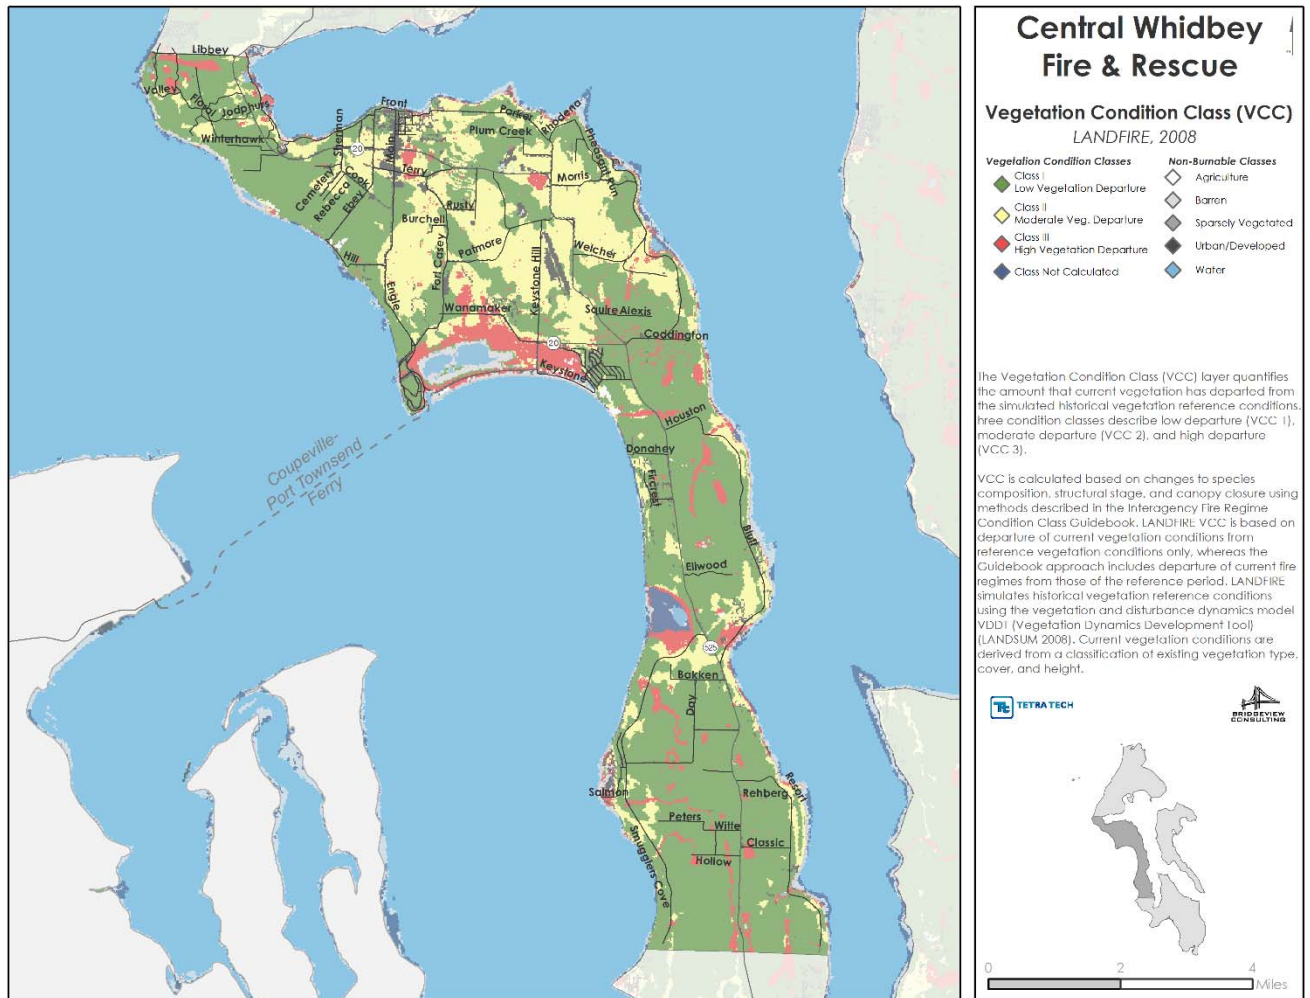 Central Whidbey
Fire & Rescue
Vegetation Condition Class (VCC)
LANDFIRE, 2008
Vegetation Condition Classes
Class I
Low Vegetation Departure
Class II
Moderate Veg. Departure
Class III
High Vegetation Departure
Class Not Calculated
Non-Burnable Classes
Agriculture
Barren
Sparsely Vegetated
Urban/Developed
Water
The Vegetation Condition Class (VCC) layer quantifies
the amount that current vegetation has departed from
the simulated historical vegetation reference conditions.
hree condition classes describe low departure (VCC 1),
moderate departure (VCC 2), and high departure
(VCC 3).
VCC is calculated based on changes to species
composition, structural stage, and canopy closure using
methods described in the Interagency Fire Regime
Condition Class Guidebook. LANDFIRE VCC is based on
departure of current vegetation conditions from
reference vegetation conditions only, whereas the
Guidebook approach includes departure of current fire
regimes from those of the reference period. LANDFIRE
simulates historical vegetation reference conditions
using the vegetation and disturbance dynamics model
VDDT (Vegetation Dynamics Development Tool)
(LANDSUM 2008). Current vegetation conditions are
derived from a classification of existing vegetation type,
cover, and height.
TETRA TECH
BRIDGEVIEW
CONSULTING
0 2 4
Miles
Libbey
Valley
Floral
Jodphurs
Winterhawk
Sherman
Front
Main
20
Parker
Rhodena
Plum Creek
Pheasant Run
Cemetery
Cook
Rebecca
Ebey
Terry
Morris
Rusty
Burchell
Fort Casey
Patmore
Keystone Hill
Welcher
Hill
Engle
Wanamaker
Squire
Alexis
20
Coddington
Keystone
Houston
Donahey
Fircrest
Coupeville-
Port Townsend
Ferry
Bluff
Ellwood
525
Bakken
Day
Resort
Salmon
Rehberg
Peters
Witte
Classic
Hollow
Smugglers Cove